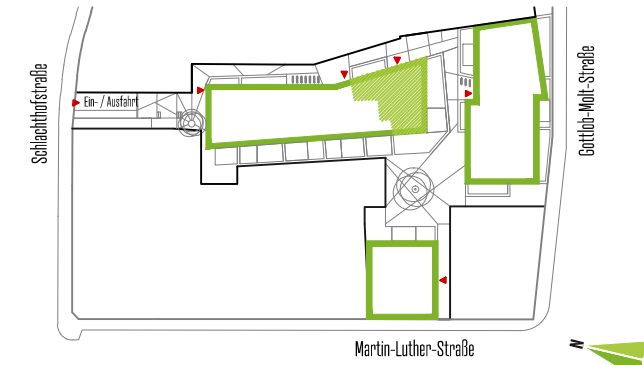 Schlachthofstraße
Ein- / Ausfahrt
Gottlob-Molt-Straße
Martin-Luther-Straße
N